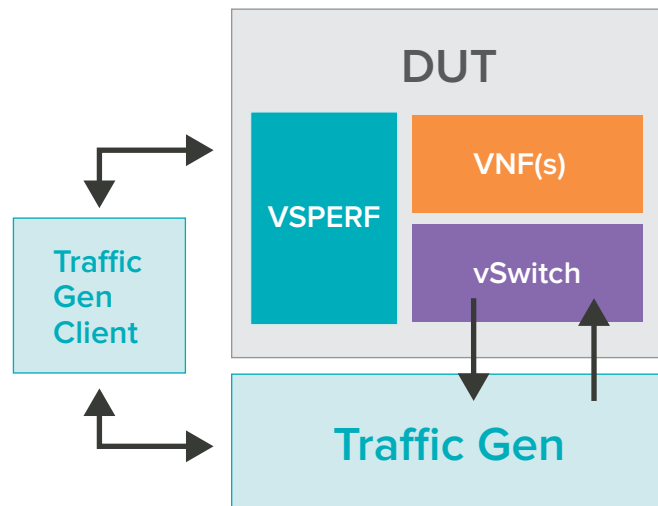 DUT
VSPERF
VNF(s)
vSwitch
Traffic
Gen
Client
Traffic Gen